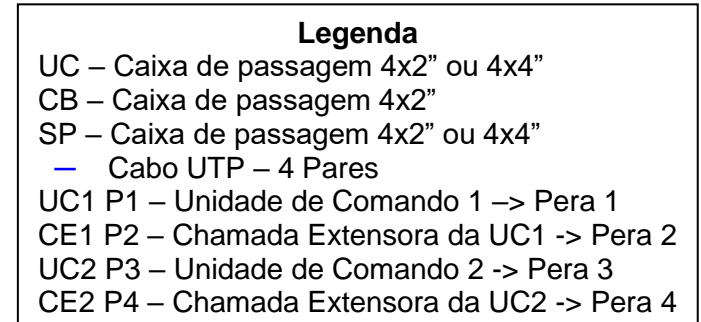 Legenda
UC – Caixa de passagem 4x2” ou 4x4”
CB – Caixa de passagem 4x2”
SP – Caixa de passagem 4x2” ou 4x4”
– Cabo UTP – 4 Pares
UC1 P1 – Unidade de Comando 1 –> Pera 1
CE1 P2 – Chamada Extensora da UC1 -> Pera 2
UC2 P3 – Unidade de Comando 2 -> Pera 3
CE2 P4 – Chamada Extensora da UC2 -> Pera 4